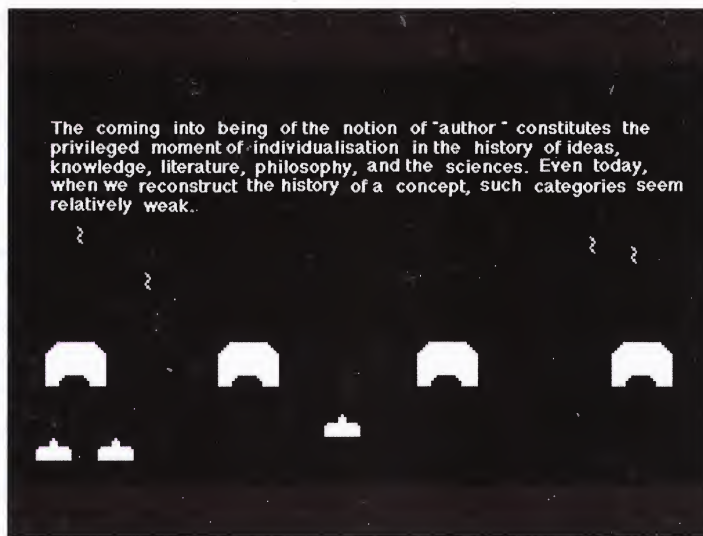 The coming into being of the notion of "author" constitutes the
privileged moment of individualisation in the history of ideas,
knowledge, literature, philosophy, and the sciences. Even today,
when we reconstruct the history of a concept, such categories seem
relatively weak.